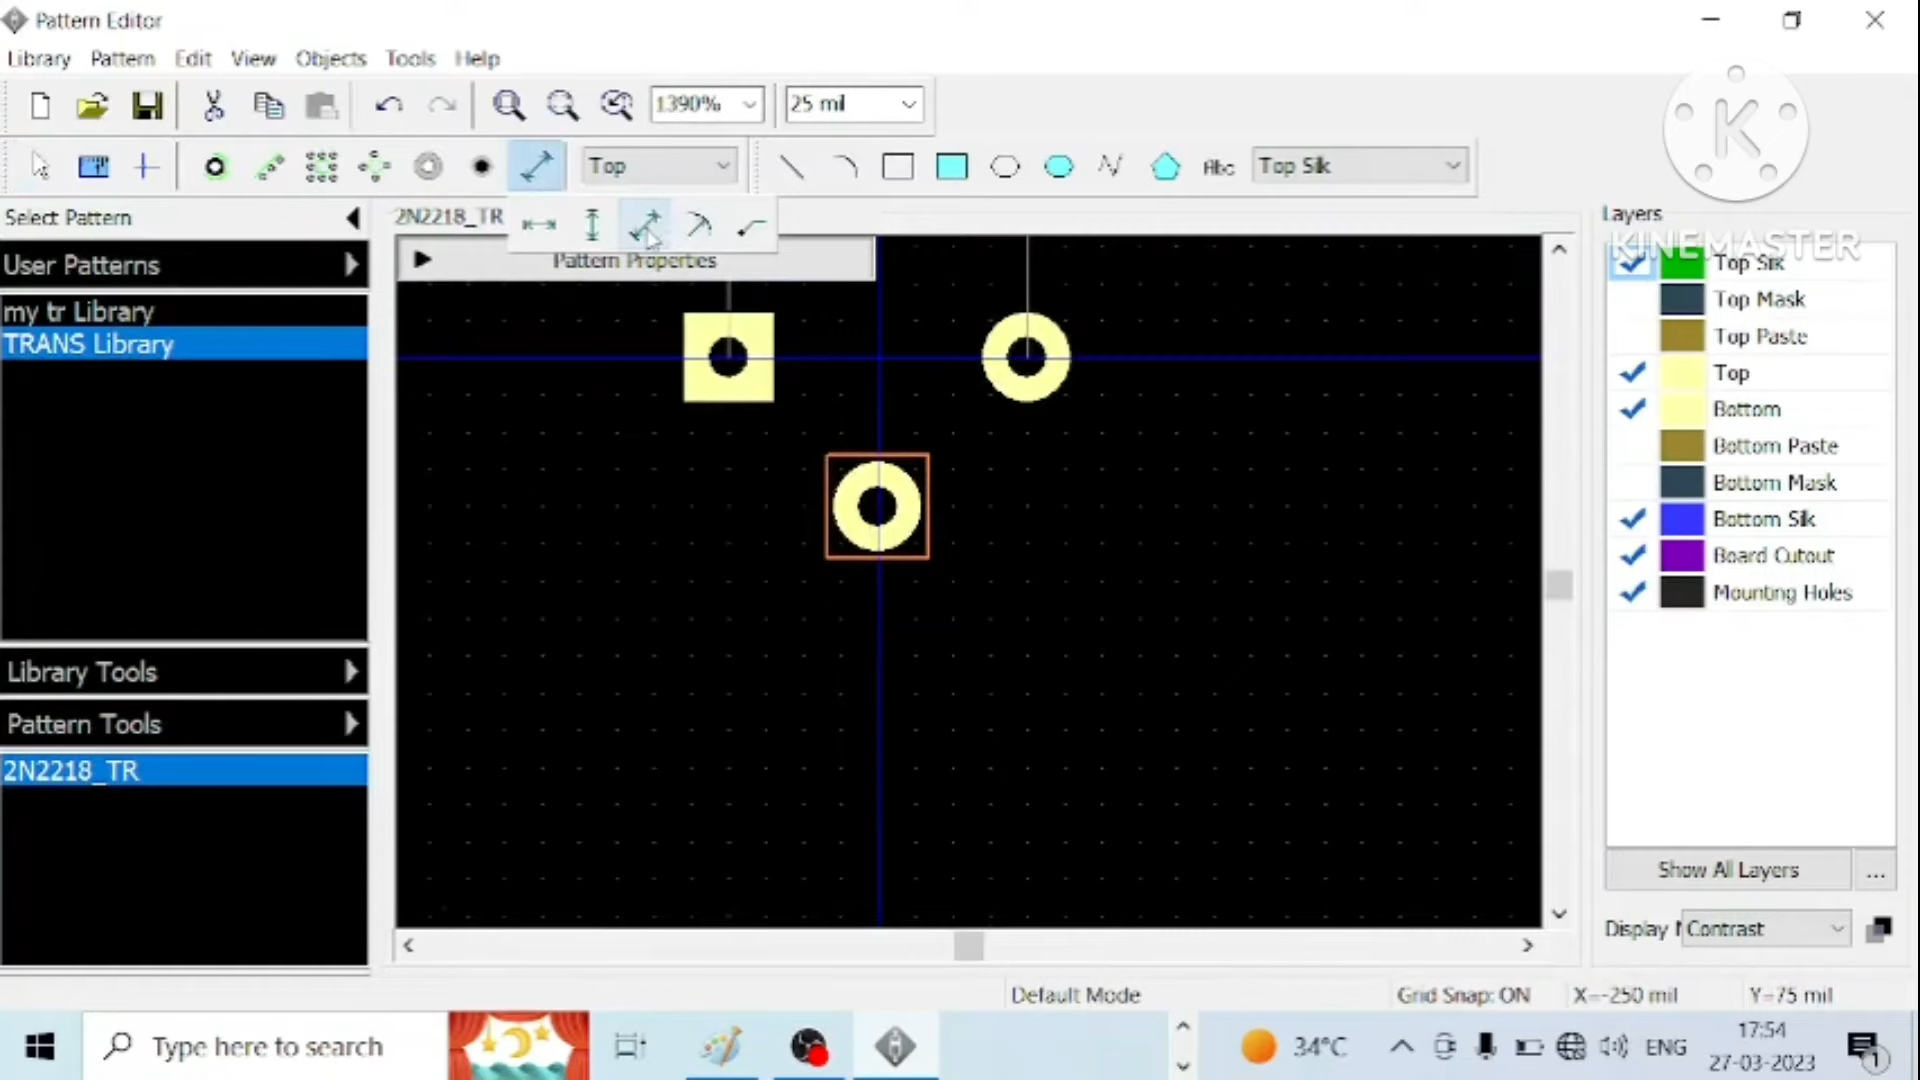 Pattern Editor
Library Pattern Edit View Objects Tools Help
1390% 25 mil
Top Abc Top Silk
K
KINEMASTER
Select Pattern
2N2218_TR
Layers
User Patterns
Pattern Properties
my tr Library
TRANS Library
Top Silk
Top Mask
Top Paste
Top
Bottom
Bottom Paste
Bottom Mask
Bottom Silk
Board Cutout
Mounting Holes
Library Tools
Pattern Tools
2N2218_TR
Show All Layers ...
Display Contrast
Default Mode Grid Snap: ON X=-250 mil Y=75 mil
Type here to search 34°C ENG 17:54
27-03-2023 1